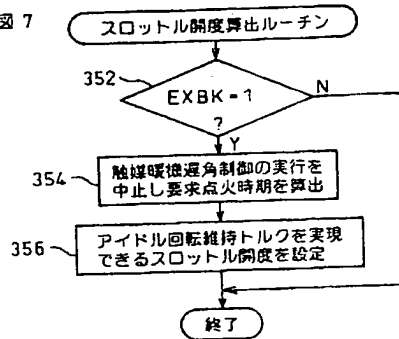 図 7
スロットル開度算出ルーチン
352
EXBK = 1
?
N
Y
354
触媒暖機遅角制御の実行を
中止し要求点火時期を算出
356
アイドル回転維持トルクを実現
できるスロットル開度を設定
終了